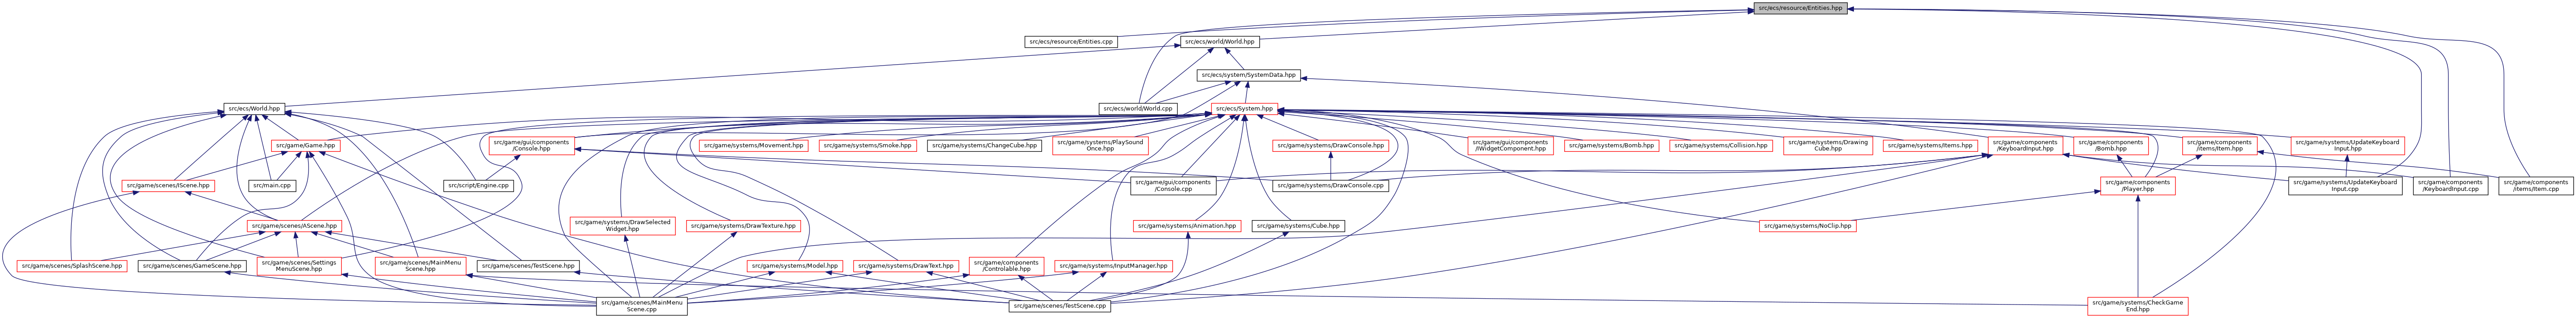 src/ecs/resource/Entities.hpp
src/ecs/resource/Entities.cpp
src/ecs/world/World.hpp
src/ecs/system/SystemData.hpp
src/ecs/World.hpp
src/ecs/world/World.cpp
src/ecs/System.hpp
src/game/Game.hpp
src/game/gui/components
/Console.hpp
src/game/systems/Movement.hpp
src/game/systems/Smoke.hpp
src/game/systems/ChangeCube.hpp
src/game/systems/PlaySound
Once.hpp
src/game/systems/DrawConsole.hpp
src/game/gui/components
/IWidgetComponent.hpp
src/game/systems/Bomb.hpp
src/game/systems/Collision.hpp
src/game/systems/Drawing
Cube.hpp
src/game/systems/Items.hpp
src/game/components
/KeyboardInput.hpp
src/game/components
/Bomb.hpp
src/game/components
/items/Item.hpp
src/game/systems/UpdateKeyboard
Input.hpp
src/game/scenes/IScene.hpp
src/main.cpp
src/script/Engine.cpp
src/game/gui/components
/Console.cpp
src/game/systems/DrawConsole.cpp
src/game/components
/Player.hpp
src/game/systems/UpdateKeyboard
Input.cpp
src/game/components
/KeyboardInput.cpp
src/game/components
/items/Item.cpp
src/game/scenes/AScene.hpp
src/game/systems/DrawSelected
Widget.hpp
src/game/systems/DrawTexture.hpp
src/game/systems/Animation.hpp
src/game/systems/Cube.hpp
src/game/systems/NoClip.hpp
src/game/scenes/SplashScene.hpp
src/game/scenes/GameScene.hpp
src/game/scenes/Settings
MenuScene.hpp
src/game/scenes/MainMenu
Scene.hpp
src/game/scenes/TestScene.hpp
src/game/systems/Model.hpp
src/game/systems/DrawText.hpp
src/game/components
/Controlable.hpp
src/game/systems/InputManager.hpp
src/game/scenes/MainMenu
Scene.cpp
src/game/scenes/TestScene.cpp
src/game/systems/CheckGame
End.hpp